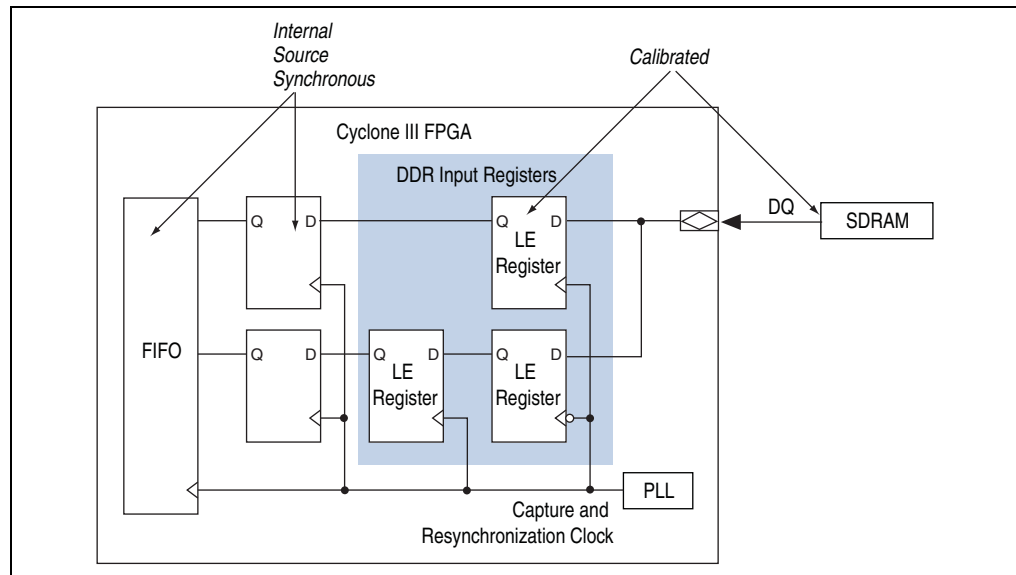 Internal
Source
Synchronous
Calibrated
Cyclone III FPGA
DDR Input Registers
DQ
SDRAM
Q D
Q D
LE
Register
FIFO
Q D
Q D
LE
Register
Q D
LE
Register
PLL
Capture and
Resynchronization Clock